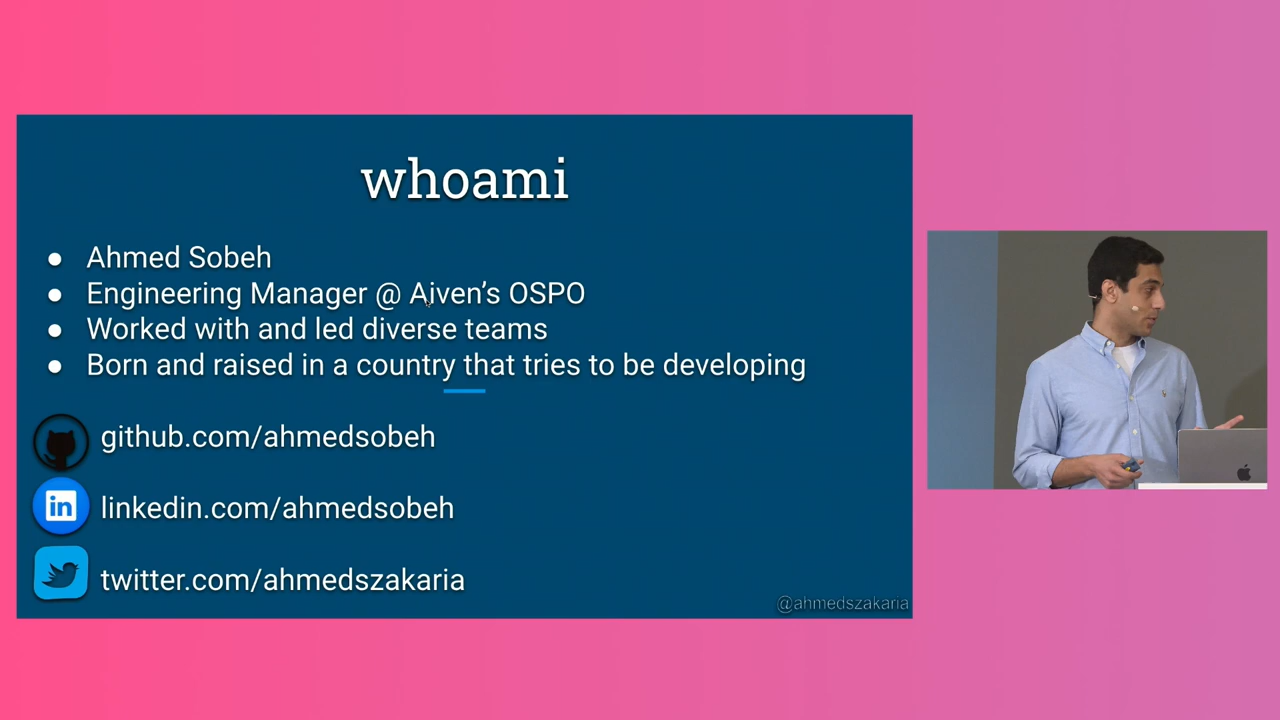 whoami
● Ahmed Sobeh
● Engineering Manager @ Aiven’s OSPO
● Worked with and led diverse teams
● Born and raised in a country that tries to be developing
github.com/ahmedsobeh
in linkedin.com/ahmedsobeh
twitter.com/ahmedszakaria
@ahmedszakaria